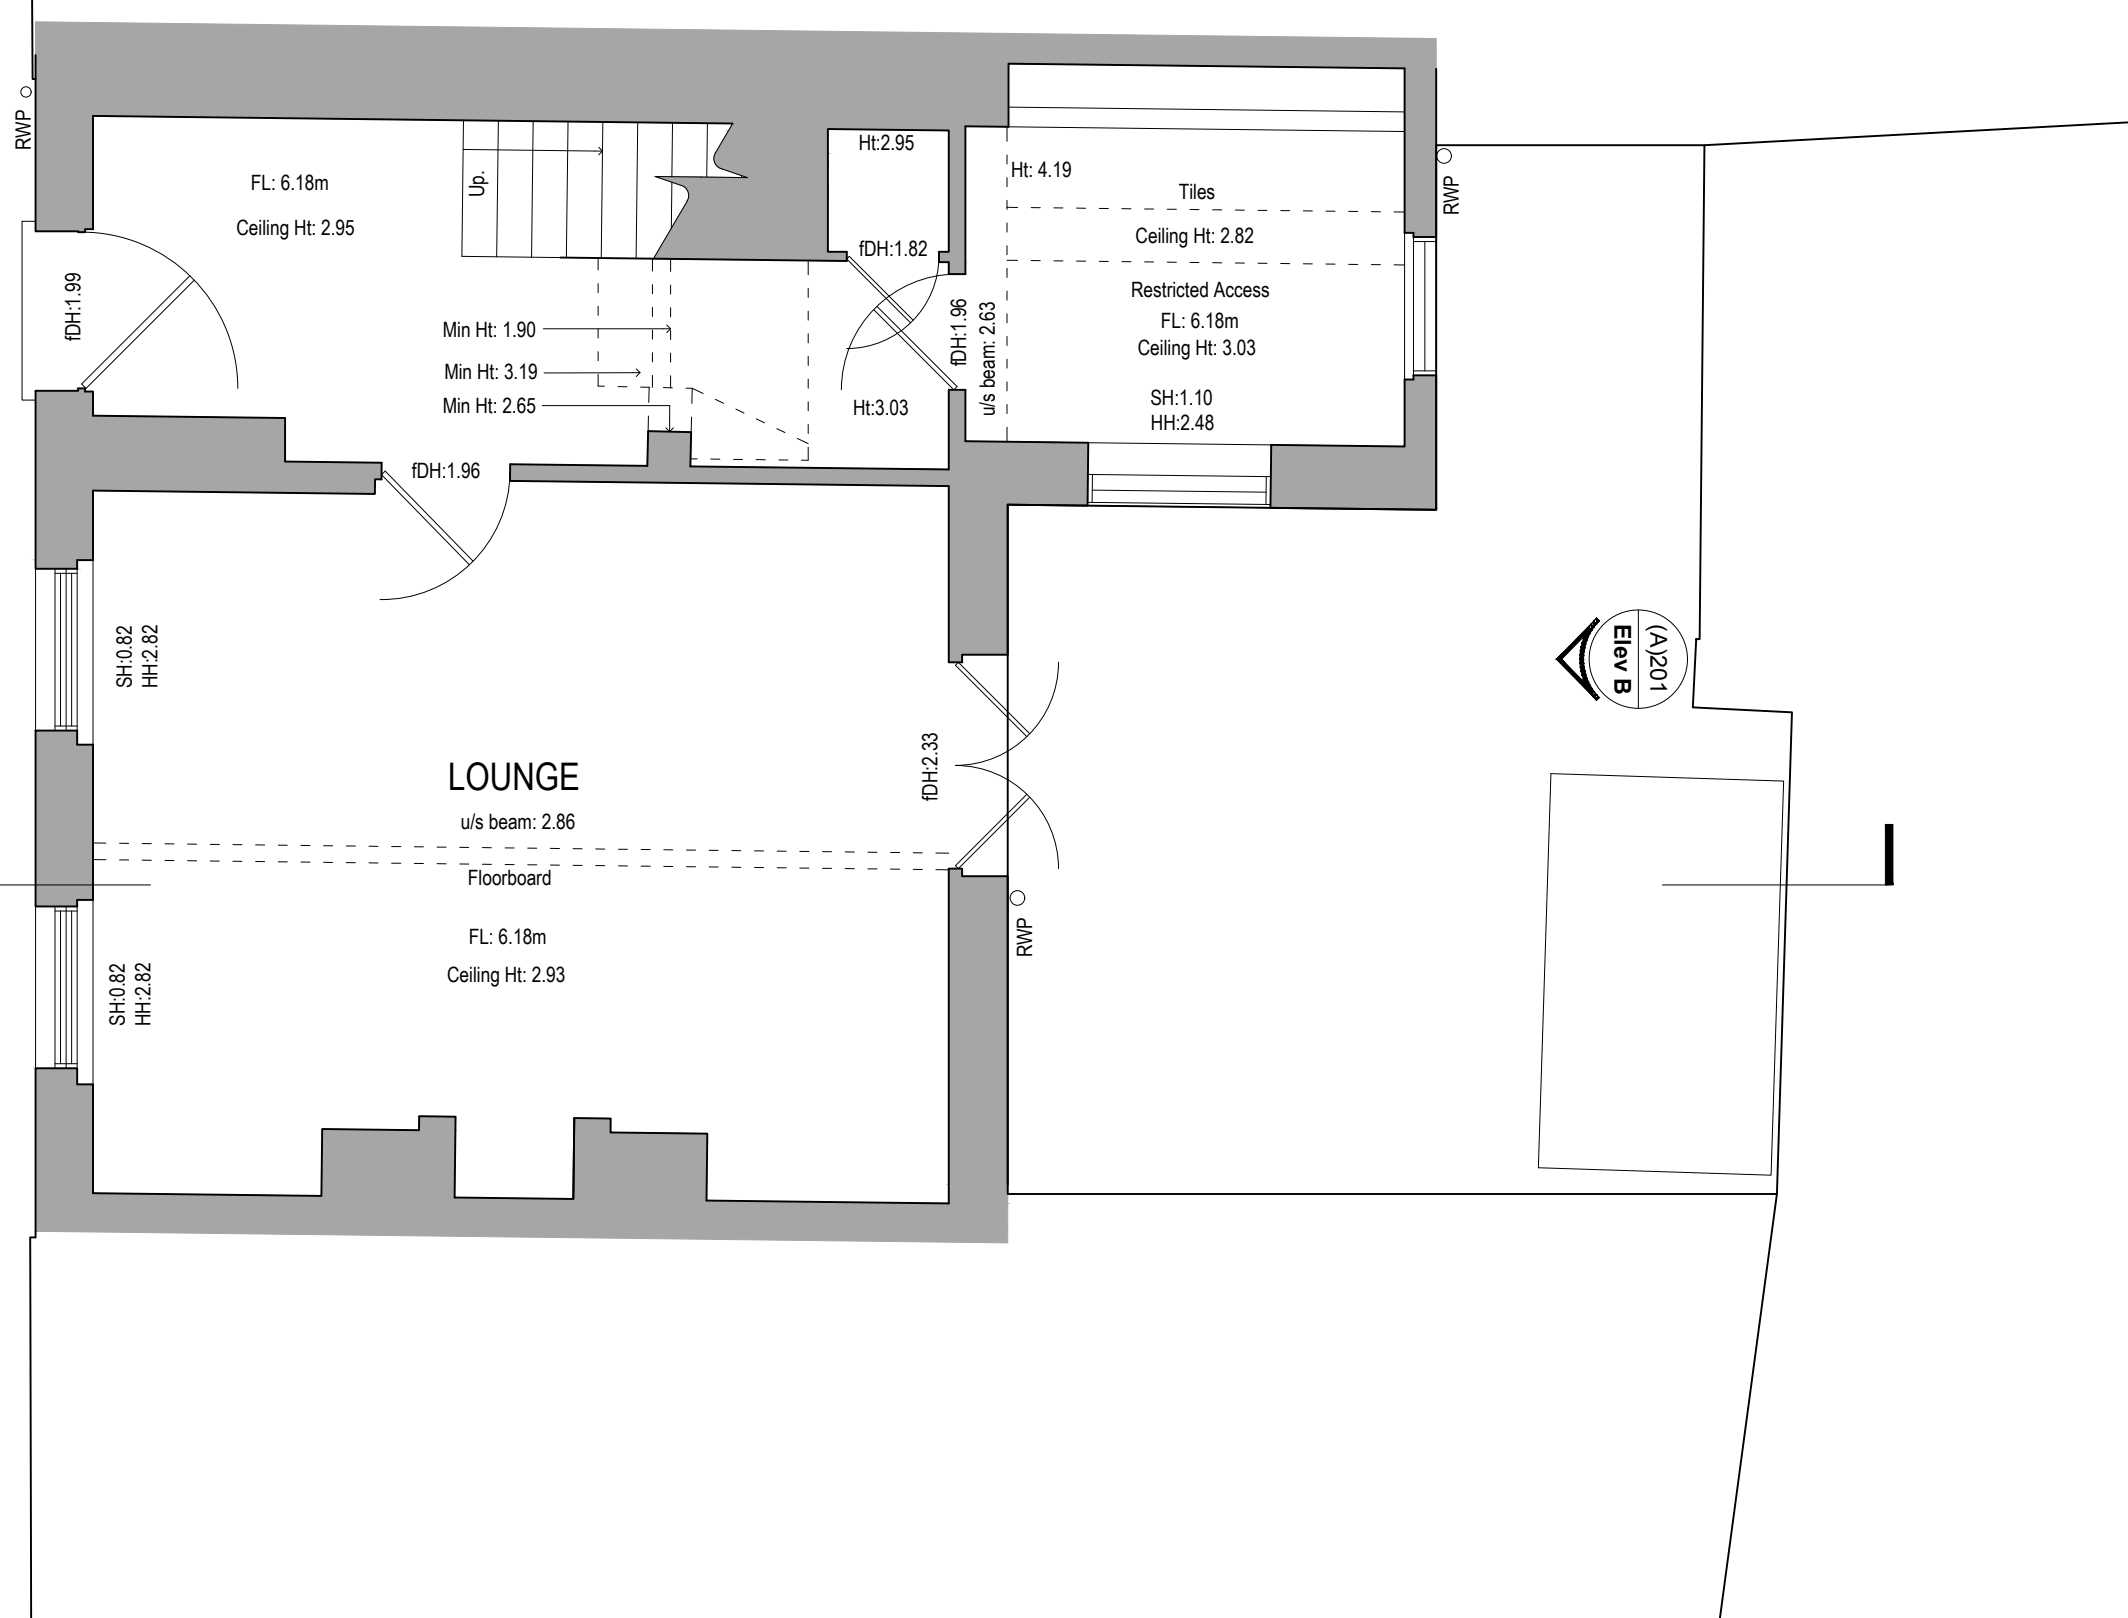 RWP
FL: 6.18m
Ceiling Ht: 2.95
Up.
Ht:2.95
fDH:1.82
Ht: 4.19
Tiles
Ceiling Ht: 2.82
Restricted Access
FL: 6.18m
Ceiling Ht: 3.03
SH:1.10
HH:2.48
RWP
fDH:1.99
Min Ht: 1.90
Min Ht: 3.19
Min Ht: 2.65
fDH:1.96
u/s beam: 2.63
Ht:3.03
fDH:1.96
SH:0.82
HH:2.82
(A)201
Elev B
LOUNGE
u/s beam: 2.86
fDH:2.33
Floorboard
FL: 6.18m
Ceiling Ht: 2.93
SH:0.82
HH:2.82
RWP